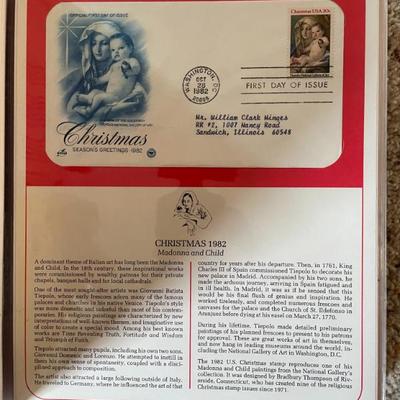 OFFICIAL FIRST DAY OF ISSUE
Christmas USA 20c
WASHINGTON, DC
OCT
28
1982
FIRST DAY OF ISSUE
Mr. William Clark Minges
RR #2, 1007 Nancy Road
Sandwich, Illinois 60548
Christmas
SEASON'S GREETINGS 1982
CHRISTMAS 1982
Madonna and Child
A dominant theme of Italian art has long been the Madonna
and Child. In the 18th century, these inspirational works
were commissioned by wealthy patrons for their private
chapels, banquet halls and for local cathedrals.
One of the most sought-after artists was Giovanni Batista
Tiepolo, whose early frescoes adorn many of the famous
palaces and churches in his native Venice. Tiepolo's style
was more dramatic and colorful than most of his contem-
poraries. His religious paintings are characterized by new
interpretations of well-known themes, and imaginative use
of color to create a special mood. Among his best known
works are Time Revealing Truth, Fortitude and Wisdom
and Triumph of Faith.
Tiepolo attracted many pupils, including his own two sons,
Giovanni Domenic and Lorenzo. He attempted to instill in
them his own sense of spontaneity, coupled with a disci-
plined approach to composition.
The artist also attracted a large following outside of Italy.
He traveled to Germany, where he influenced the art of that
country for years after his departure. Then, in 1761, King
Charles III of Spain commissioned Tiepolo to decorate his
new palace in Madrid. Accompanied by his two sons, he
made the arduous journey, arriving in Spain fatigued and
in ill health. In Madrid, it was as if he sensed that this
would be his final flush of genius and inspiration. He
worked tirelessly, and completed numerous frescoes and
canvases for the palace and the Church of St. Ildefonso in
Aranjuez before dying at his easel on March 27, 1770.
During his lifetime, Tiepolo made detailed preliminary
paintings of his planned frescoes to present to his patrons
for approval. These are great works of art in themselves,
and now hang in leading museums around the world, in-
cluding the National Gallery of Art in Washington, D.C.
The 1982 U.S. Christmas stamp reproduces one of his
Madonna and Child paintings from the National Gallery's
collection. It was designed by Bradbury Thompson of Riv-
erside, Connecticut, who has created nine of the religious
Christmas stamps since 1971.